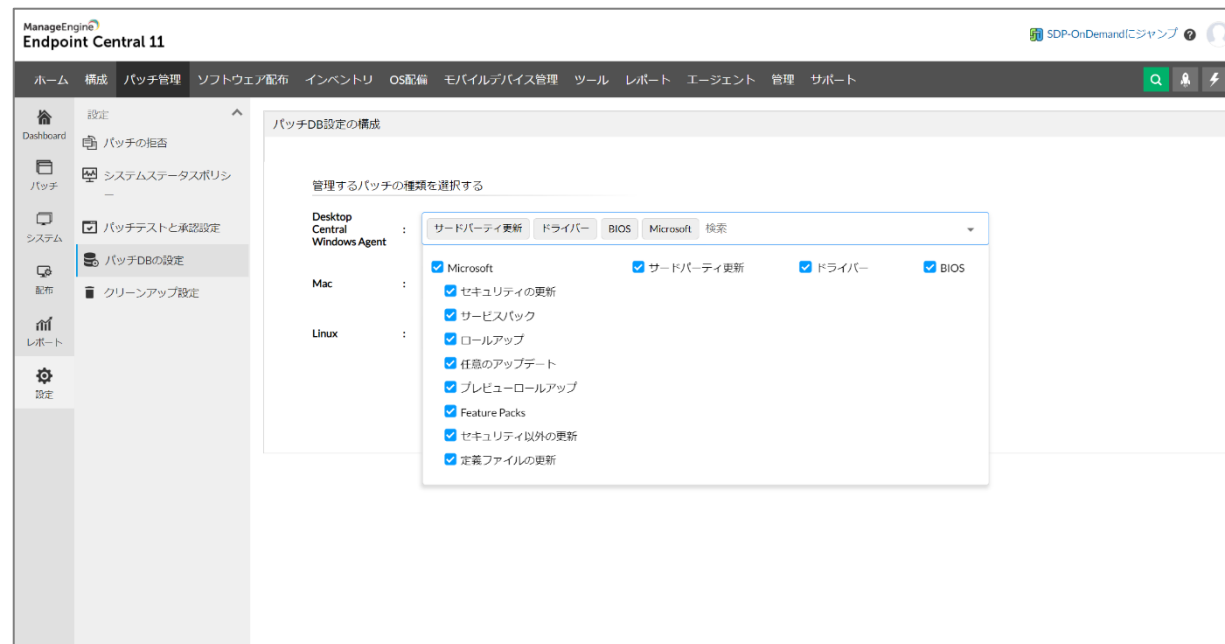 ManageEngine
Endpoint Central 11
SDP-OnDemandにジャンプ
ホーム 構成 パッチ管理 ソフトウェア配布 インベントリ OS配備 モバイルデバイス管理 ツール レポート エージェント 管理 サポート
Dashboard
パッチ
システム
配布
レポート
設定
設定
パッチの拒否
システムステータスポリシ
ー
パッチテストと承認設定
パッチDBの設定
クリーンアップ設定
パッチDB設定の構成
管理するパッチの種類を選択する
Desktop
Central
Windows Agent
:
サードパーティ更新 ドライバー BIOS Microsoft 検索
Microsoft サードパーティ更新 ドライバー BIOS
セキュリティの更新
サービスパック
ロールアップ
任意のアップデート
プレビューロールアップ
Feature Packs
セキュリティ以外の更新
定義ファイルの更新
Mac :
Linux :